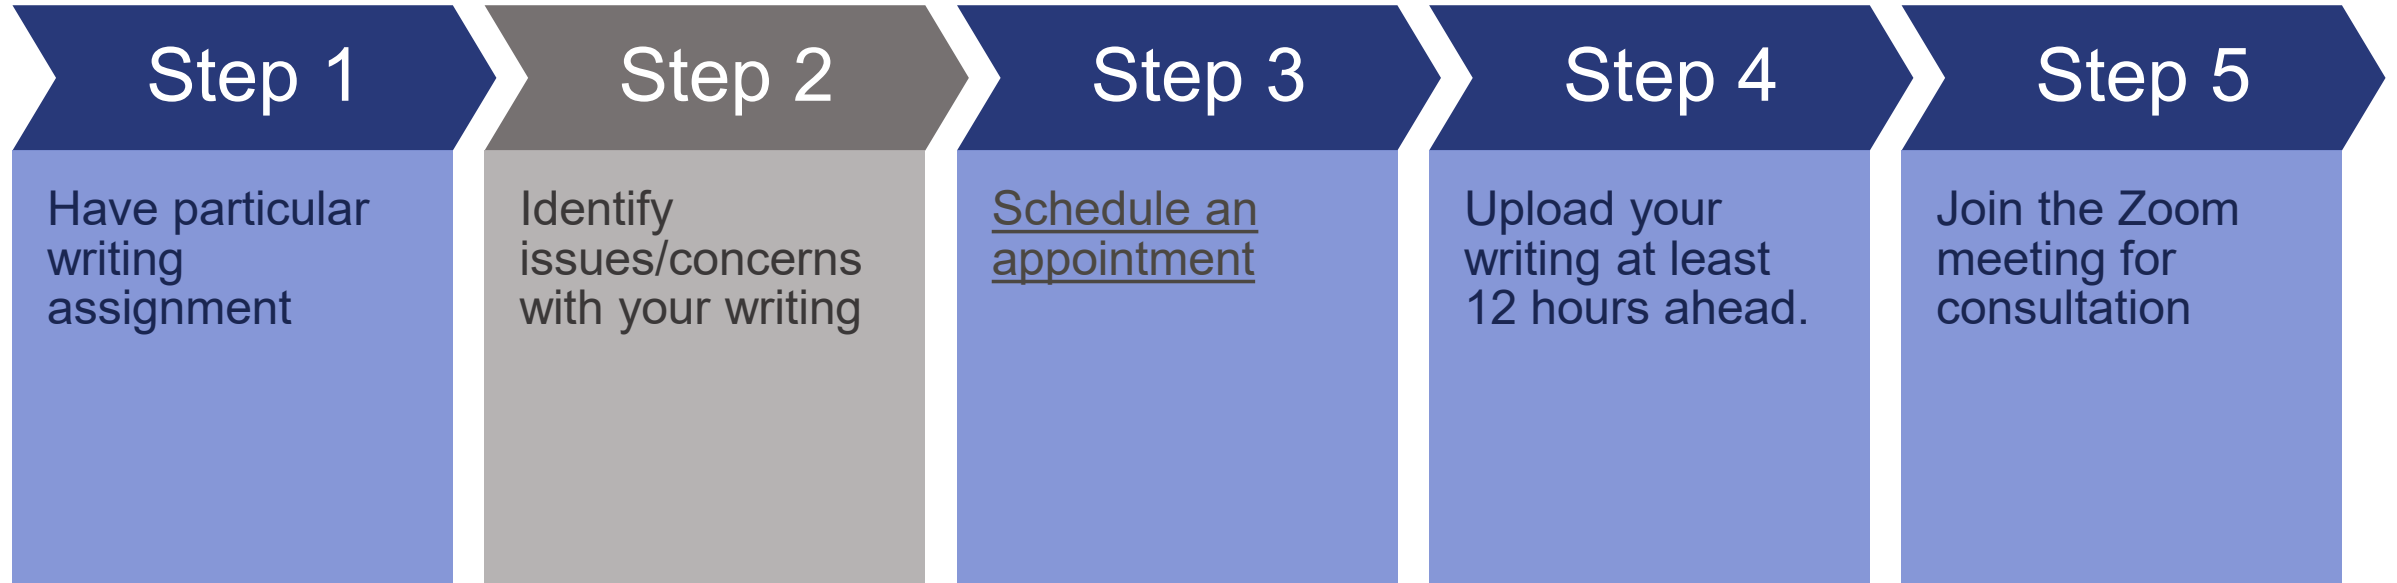 Step 1
Have particular
writing
assignment
Step 2
Identify
issues/concerns
with your writing
Step 3
Schedule an
appointment
Step 4
Upload your
writing at least
12 hours ahead.
Step 5
Join the Zoom
meeting for
consultation